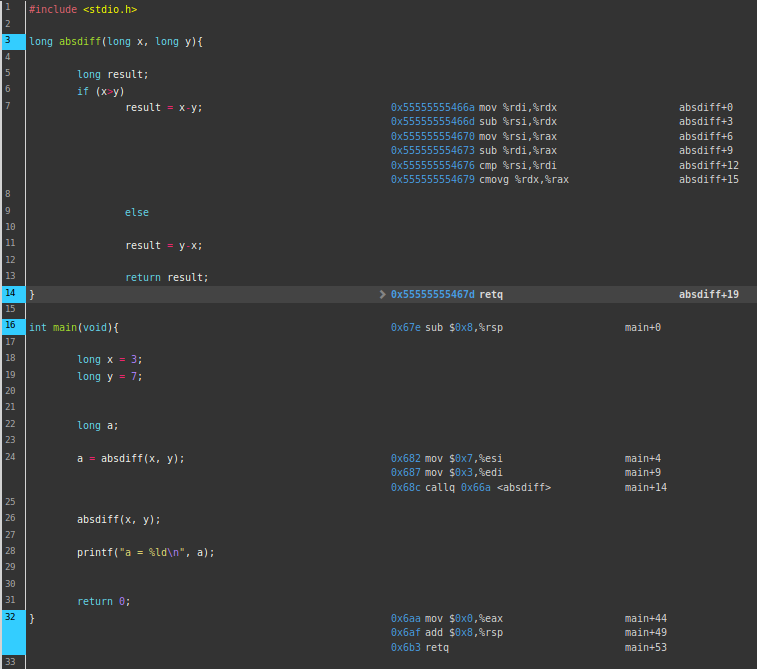 1 #include <stdio.h>
2
3 long absdiff(long x, long y){
4
5 long result;
6 if (x>y)
7 result = x-y; 0x55555555466a mov %rdi,%rdx absdiff+0
0x55555555466d sub %rsi,%rdx absdiff+3
0x555555554670 mov %rsi,%rax absdiff+6
0x555555554673 sub %rdi,%rax absdiff+9
0x555555554676 cmp %rsi,%rdi absdiff+12
0x555555554679 cmovg %rdx,%rax absdiff+15
8
9 else
10
11 result = y-x;
12
13 return result;
14 } 0x55555555467d retq absdiff+19
15
16 int main(void){ 0x67e sub $0x8,%rsp main+0
17
18 long x = 3;
19 long y = 7;
20
21
22 long a;
23
24 a = absdiff(x, y); 0x682 mov $0x7,%esi main+4
0x687 mov $0x3,%edi main+9
0x68c callq 0x66a <absdiff> main+14
25
26 absdiff(x, y);
27
28 printf("a = %ld\n", a);
29
30
31 return 0;
32 } 0x6aa mov $0x0,%eax main+44
0x6af add $0x8,%rsp main+49
0x6b3 retq main+53
33